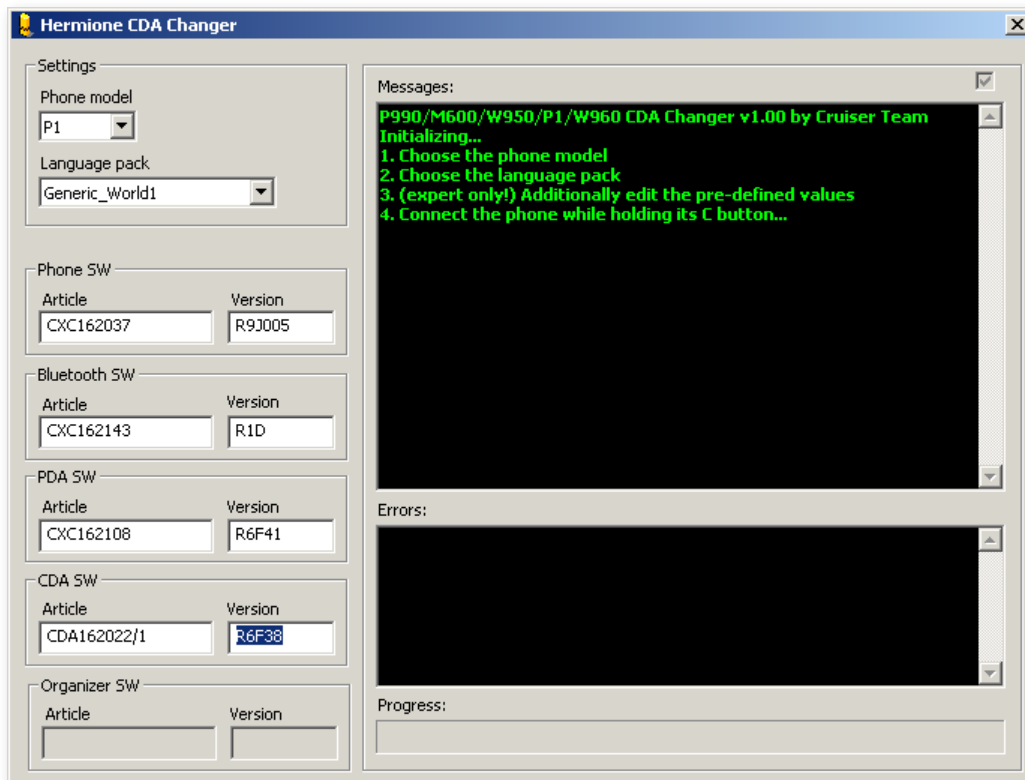 Hermione CDA Changer
Settings
Phone model
P1
Language pack
Generic_World1
Phone SW
Article Version
CXC162037 R9J005
Bluetooth SW
Article Version
CXC162143 R1D
PDA SW
Article Version
CXC162108 R6F41
CDA SW
Article Version
CDA162022/1 R6F38
Organizer SW
Article Version
Messages:
P990/M600/W950/P1/W960 CDA Changer v1.00 by Cruiser Team
Initializing...
1. Choose the phone model
2. Choose the language pack
3. (expert only!) Additionally edit the pre-defined values
4. Connect the phone while holding its C button...
Errors:
Progress: